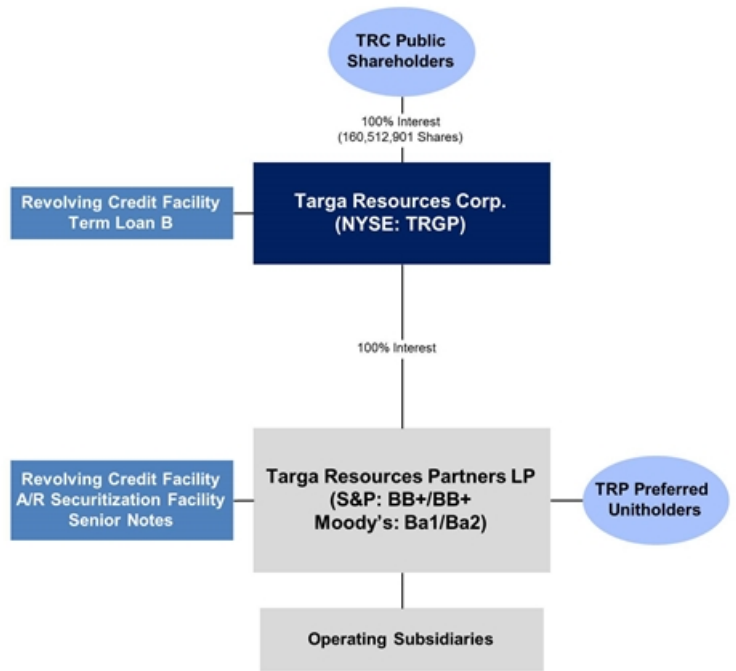 TRC Public
Shareholders
100% Interest
(160,512,901 Shares)
Revolving Credit Facility
Term Loan B
Targa Resources Corp.
(NYSE: TRGP)
100% Interest
Revolving Credit Facility
A/R Securitization Facility
Senior Notes
Targa Resources Partners LP
(S&P: BB+/BB+
Moody’s: Ba1/Ba2)
TRP Preferred
Unitholders
Operating Subsidiaries